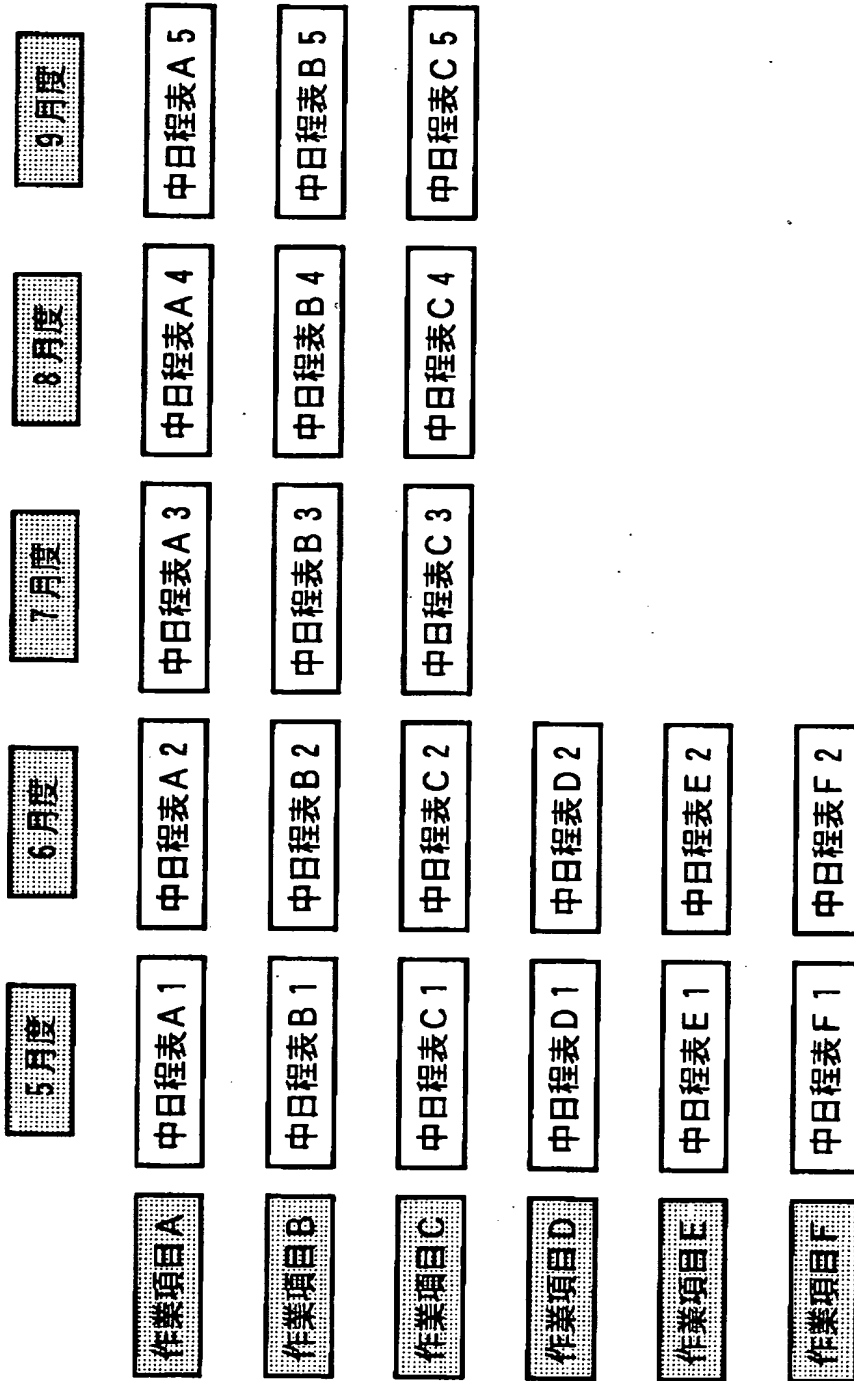 5月度 6月度 7月度 8月度 9月度
作業項目A 中日程表A1 中日程表A2 中日程表A3 中日程表A4 中日程表A5
作業項目B 中日程表B1 中日程表B2 中日程表B3 中日程表B4 中日程表B5
作業項目C 中日程表C1 中日程表C2 中日程表C3 中日程表C4 中日程表C5
作業項目D 中日程表D1 中日程表D2
作業項目E 中日程表E1 中日程表E2
作業項目F 中日程表F1 中日程表F2